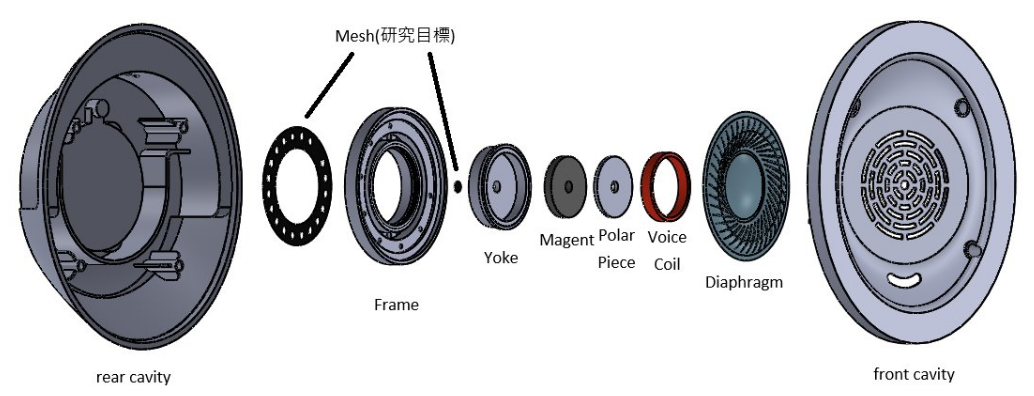 Mesh(研究目標)
Magent
Polar
Piece
Voice
Coil
Yoke
Diaphragm
Frame
rear cavity
front cavity